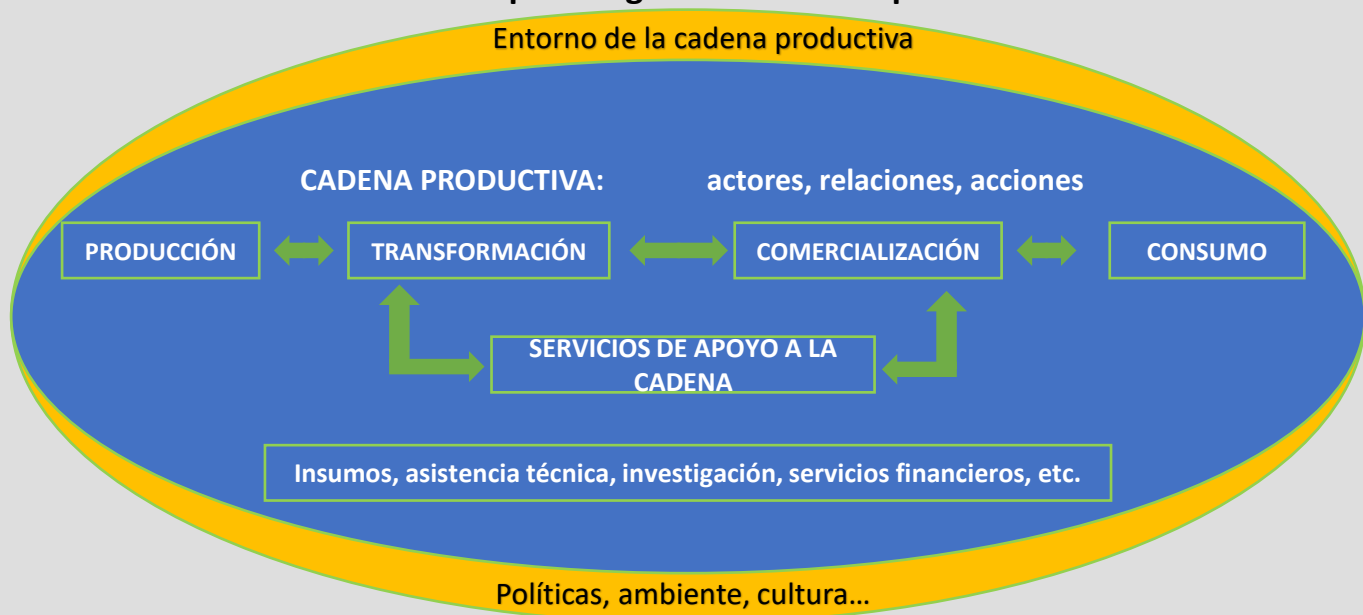 Entorno de la cadena productiva
CADENA PRODUCTIVA: actores, relaciones, acciones
PRODUCCIÓN TRANSFORMACIÓN COMERCIALIZACIÓN CONSUMO
SERVICIOS DE APOYO A LA
CADENA
Insumos, asistencia técnica, investigación, servicios financieros, etc.
Políticas, ambiente, cultura...